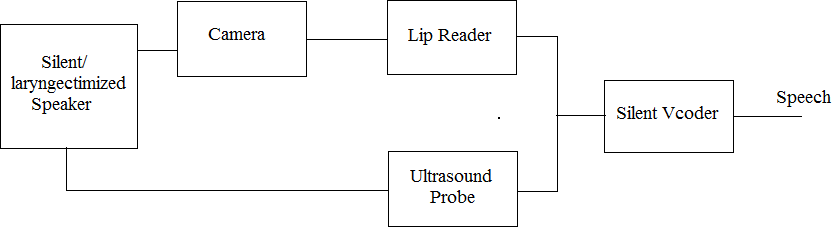 Silent/
laryngectimized
Speaker
Camera
Lip Reader
Ultrasound
Probe
Silent Vcoder
Speech